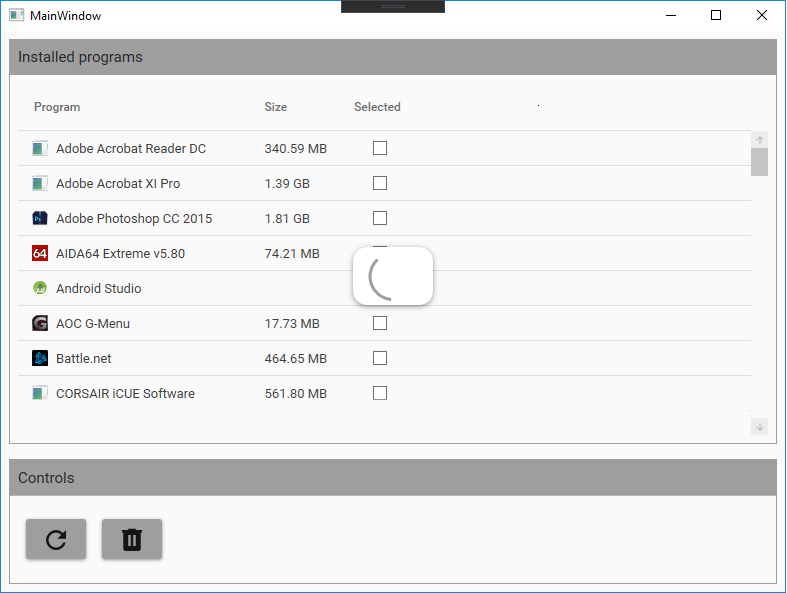 MainWindow
Installed programs
Program Size Selected
Adobe Acrobat Reader DC 340.59 MB
Adobe Acrobat XI Pro 1.39 GB
Ps Adobe Photoshop CC 2015 1.81 GB
64 AIDA64 Extreme v5.80 74.21 MB
Android Studio
G AOC G-Menu 17.73 MB
Battle.net 464.65 MB
CORSAIR iCUE Software 561.80 MB
Controls